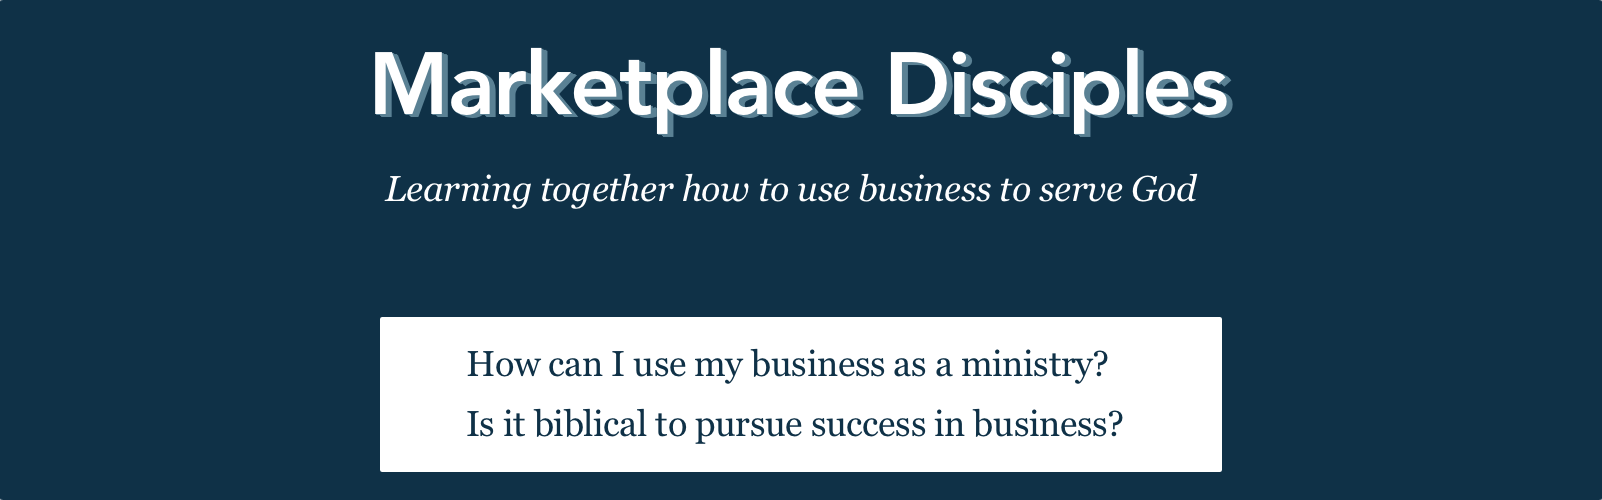 Marketplace Disciples
Learning together how to use business to serve God
How can I use my business as a ministry?
Is it biblical to pursue success in business?